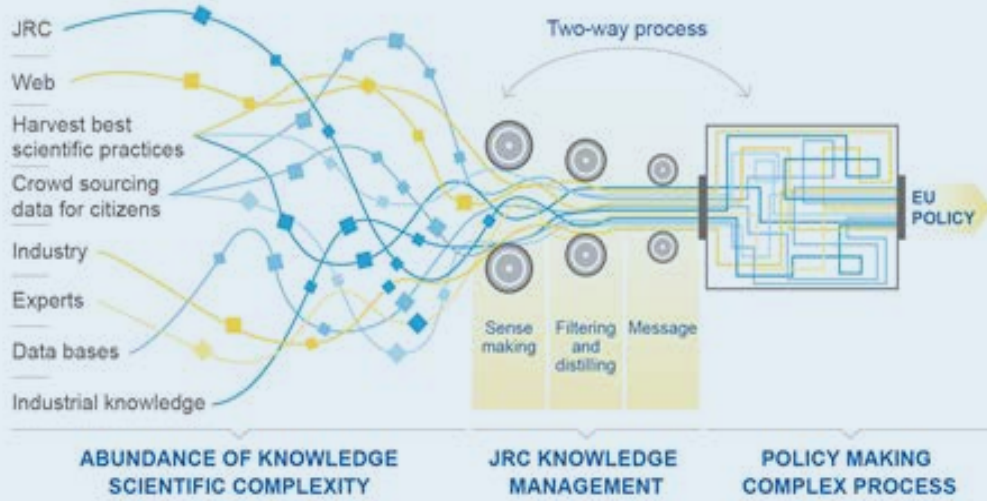 JRC
Web
Harvest best
scientific practices
Crowd sourcing
data for citizens
Industry
Experts
Data bases
Industrial knowledge
Two-way process
Sense
making
Filtering
and
distilling
Message
EU
POLICY
ABUNDANCE OF KNOWLEDGE
SCIENTIFIC COMPLEXITY
JRC KNOWLEDGE
MANAGEMENT
POLICY MAKING
COMPLEX PROCESS